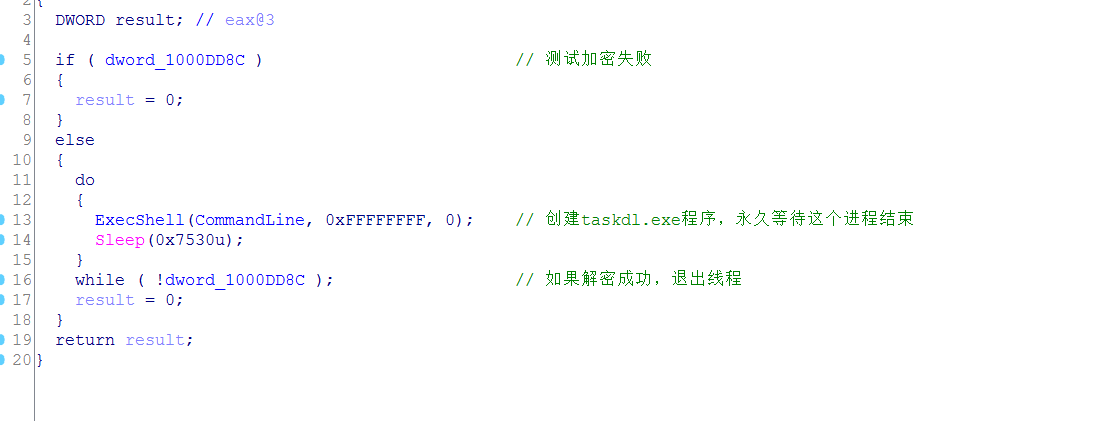 2 {
3 DWORD result; // eax@3
4
5 if ( dword_1000DD8C ) // 测试加密失败
6 {
7 result = 0;
8 }
9 else
10 {
11 do
12 {
13 ExecShell(CommandLine, 0xFFFFFFFF, 0); // 创建taskdl.exe程序，永久等待这个进程结束
14 Sleep(0x7530u);
15 }
16 while ( !dword_1000DD8C ); // 如果解密成功，退出线程
17 result = 0;
18 }
19 return result;
20 }